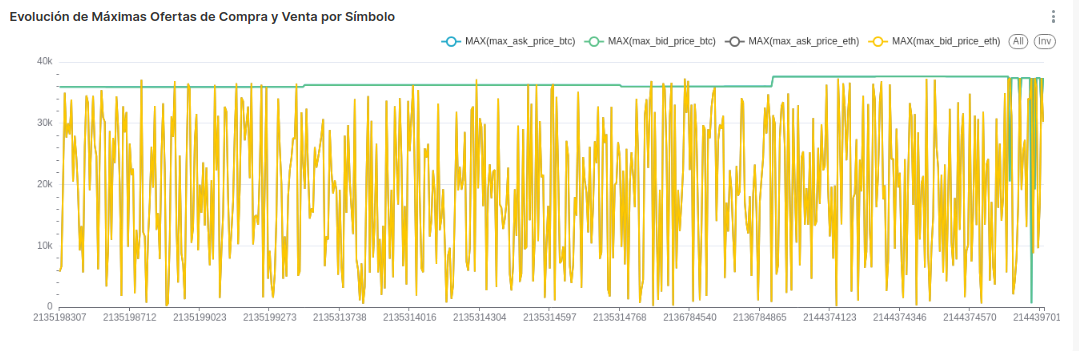 Evolución de Máximas Ofertas de Compra y Venta por Símbolo
MAX(max_ask_price_btc) MAX(max_bid_price_btc) MAX(max_ask_price_eth) MAX(max_bid_price_eth) All Inv
40k
30k
20k
10k
0
2135198307 2135198712 2135199023 2135199273 2135313738 2135314016 2135314304 2135314597 2135314768 2136784540 2136784865 2144374123 2144374346 2144374570 214439701